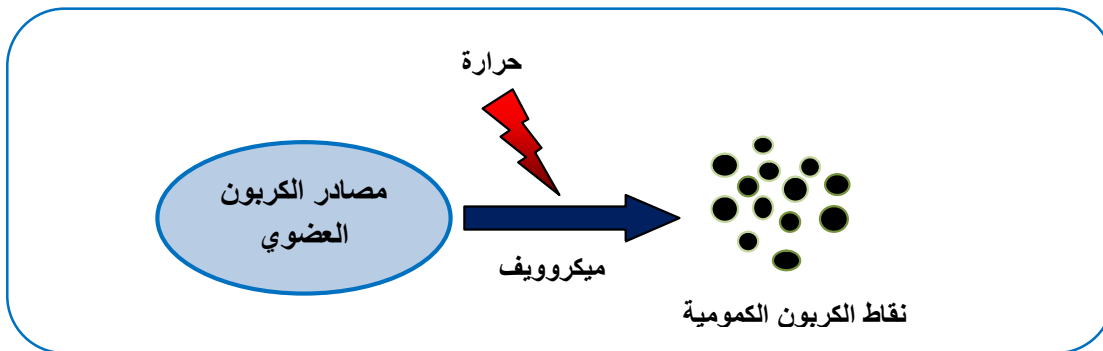 حرارة
مصادر الكربون
العضوي
ميكروويف
نقاط الكربون الكمومية